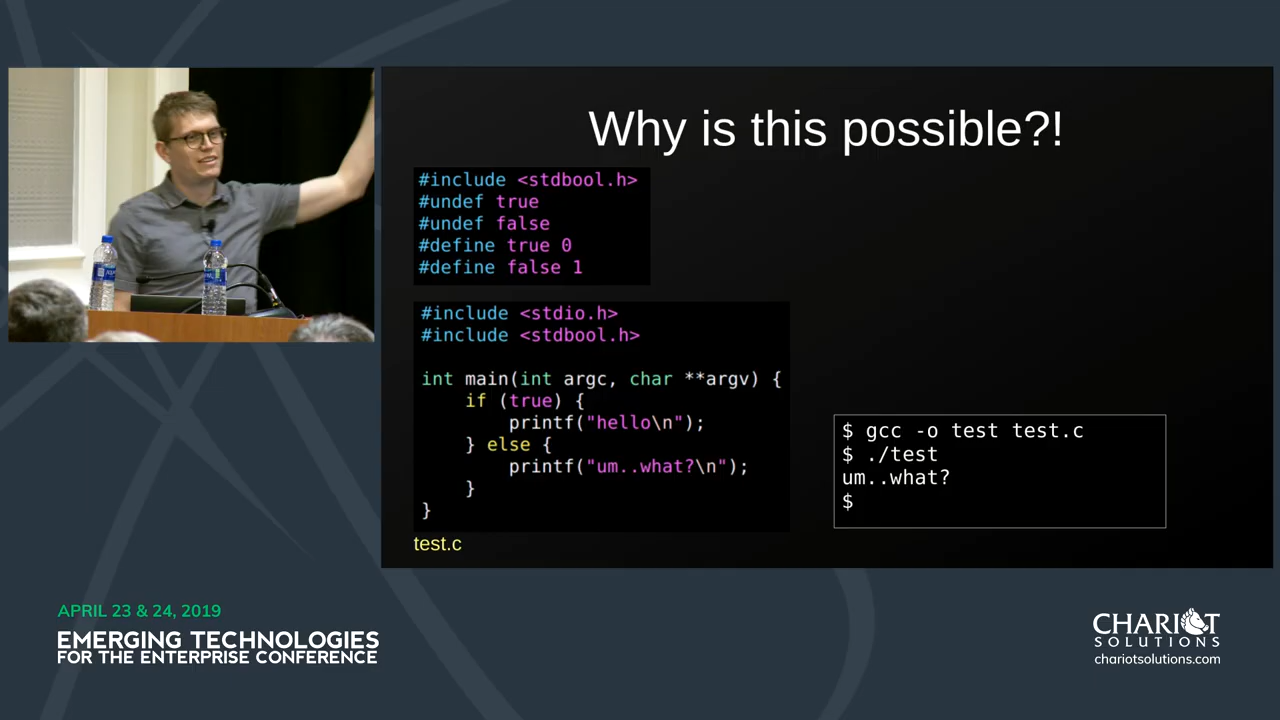 Why is this possible?!
#include <stdbool.h>
#undef true
#undef false
#define true 0
#define false 1
#include <stdio.h>
#include <stdbool.h>
int main(int argc, char **argv) {
    if (true) {
        printf("hello\n");
    } else {
        printf("um..what?\n");
    }
}
test.c
$ gcc -o test test.c
$ ./test
um..what?
$
APRIL 23 & 24, 2019
EMERGING TECHNOLOGIES
FOR THE ENTERPRISE CONFERENCE
CHARIOT
SOLUTIONS
chariotsolutions.com